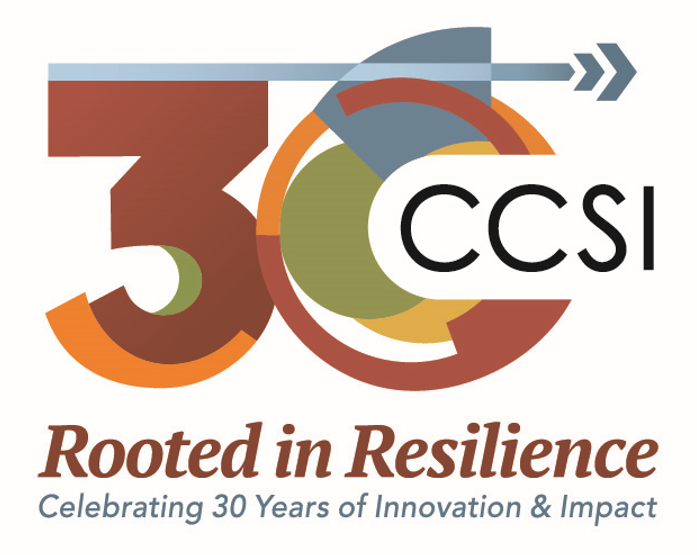 30
CCSI
Rooted in Resilience
Celebrating 30 Years of Innovation & Impact